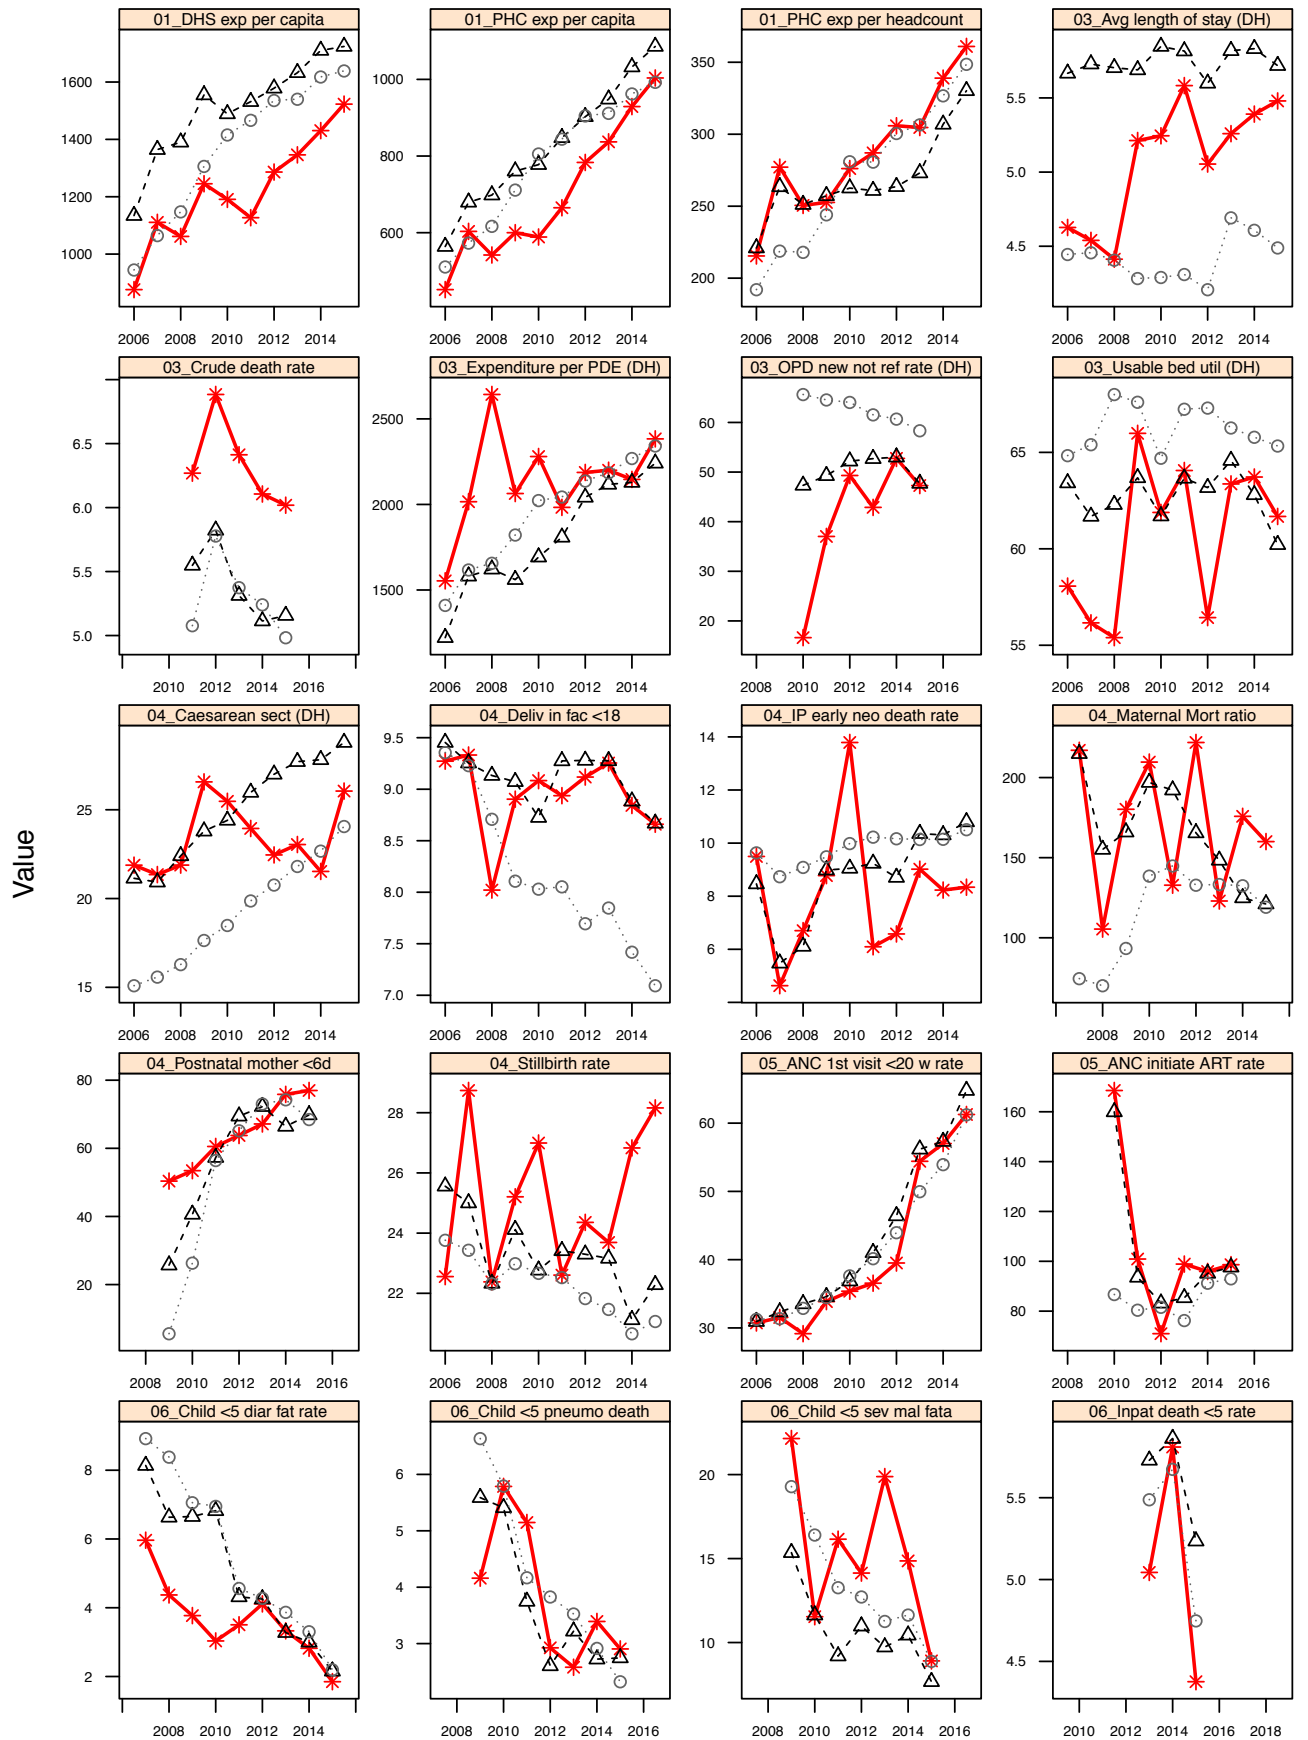 01_DHS exp per capita
01_PHC exp per capita
01_PHC exp per headcount
03_Avg length of stay (DH)
1600
1400
1200
1000
1000
800
600
350
300
250
200
5.5
5.0
4.5
2006 2008 2010 2012 2014
2006 2008 2010 2012 2014
2006 2008 2010 2012 2014
2006 2008 2010 2012 2014
03_Crude death rate
03_Expenditure per PDE (DH)
03_OPD new not ref rate (DH)
03_Usable bed util (DH)
6.5
6.0
5.5
5.0
2500
2000
1500
60
50
40
30
20
65
60
55
2010 2012 2014 2016
2006 2008 2010 2012 2014
2010 2012 2014 2016
2006 2008 2010 2012 2014
04_Caesarean sect (DH)
04_Deliv in fac <18
04_IP early neo death rate
04_Maternal Mort ratio
25
20
15
9.5
9.0
8.5
8.0
7.5
7.0
14
12
10
8
6
200
150
100
Value
2006 2008 2010 2012 2014
2006 2008 2010 2012 2014
2006 2008 2010 2012 2014
2008 2010 2012 2014
04_Postnatal mother <6d
04_Stillbirth rate
05_ANC 1st visit <20 w rate
05_ANC initiate ART rate
80
60
40
20
28
26
24
22
60
50
40
30
160
140
120
100
80
2008 2010 2012 2014 2016
2006 2008 2010 2012 2014
2006 2008 2010 2012 2014
2008 2010 2012 2014 2016 2018
06_Child <5 diar fat rate
06_Child <5 pneumo death
06_Child <5 sev mal fata
06_Inpat death <5 rate
8
6
4
2
6
5
4
3
20
15
10
5.5
5.0
4.5
2008 2010 2012 2014
2008 2010 2012 2014 2016
2008 2010 2012 2014 2016
2010 2012 2014 2016 2018